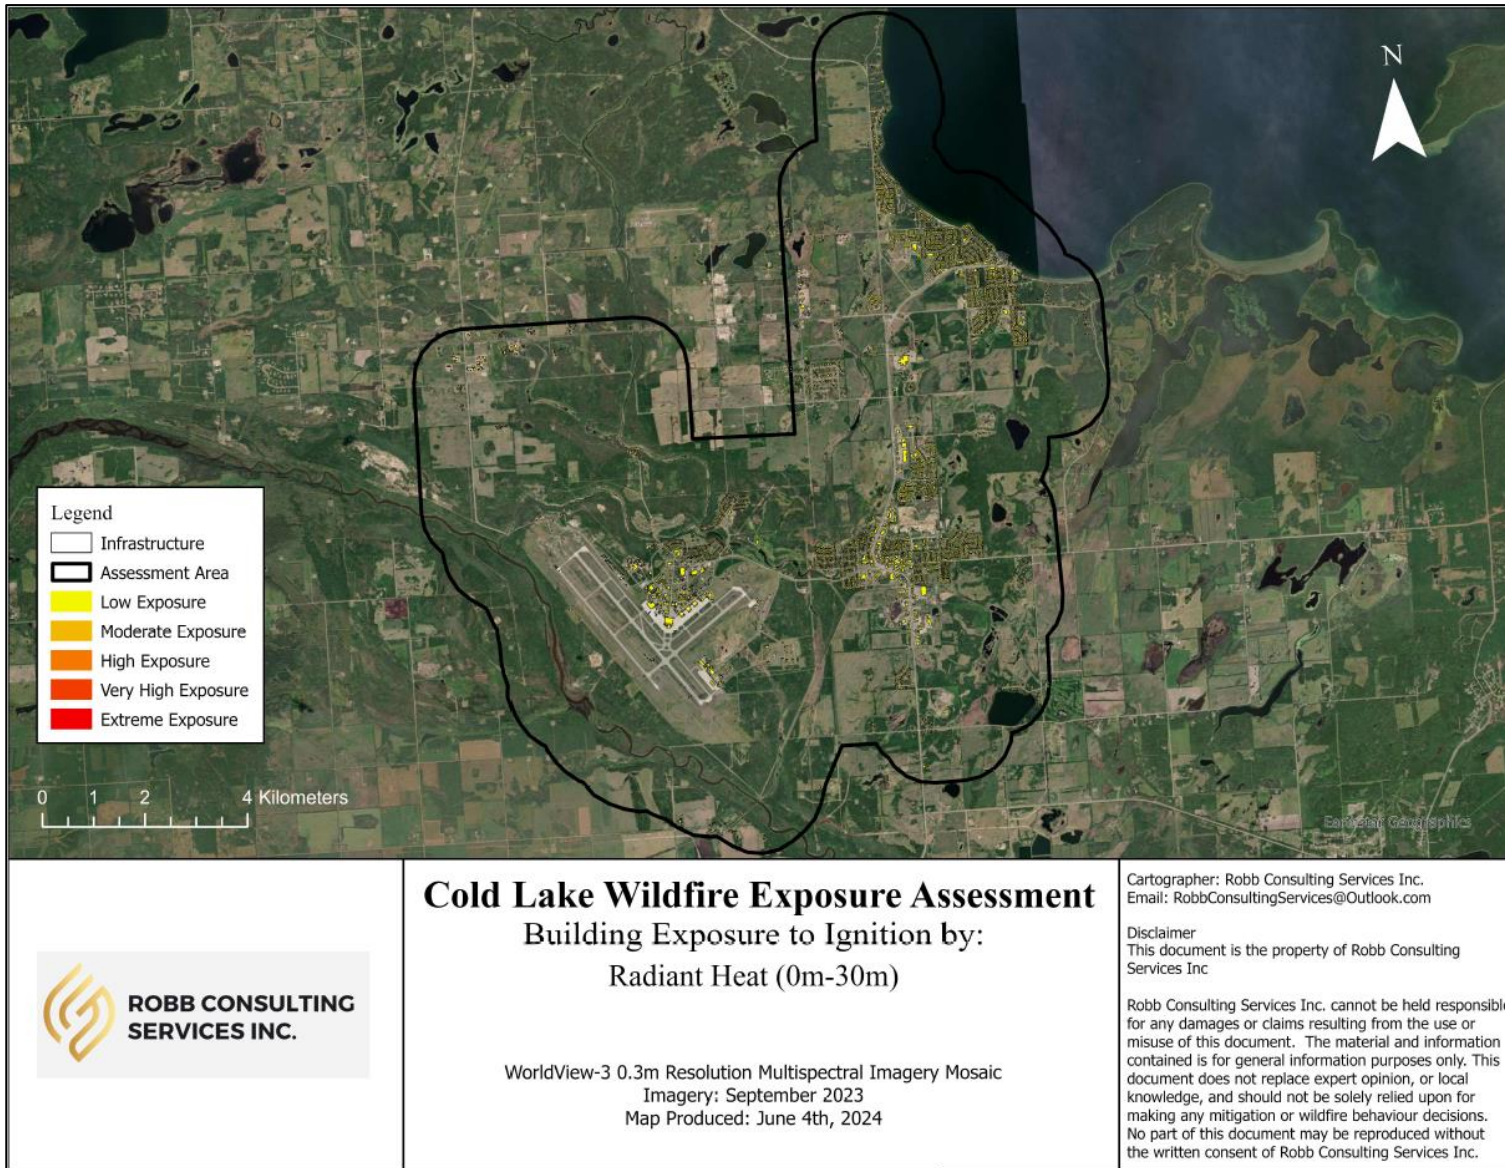 N
Legend
Infrastructure
Assessment Area
Low Exposure
Moderate Exposure
High Exposure
Very High Exposure
Extreme Exposure
0 1 2 4 Kilometers
Earthstar Geographics
ROBB CONSULTING
SERVICES INC.
Cold Lake Wildfire Exposure Assessment
Building Exposure to Ignition by:
Radiant Heat (0m-30m)
WorldView-3 0.3m Resolution Multispectral Imagery Mosaic
Imagery: September 2023
Map Produced: June 4th, 2024
Cartographer: Robb Consulting Services Inc.
Email: RobbConsultingServices@Outlook.com
Disclaimer
This document is the property of Robb Consulting
Services Inc
Robb Consulting Services Inc. cannot be held responsible
for any damages or claims resulting from the use or
misuse of this document. The material and information
contained is for general information purposes only. This
document does not replace expert opinion, or local
knowledge, and should not be solely relied upon for
making any mitigation or wildfire behaviour decisions.
No part of this document may be reproduced without
the written consent of Robb Consulting Services Inc.